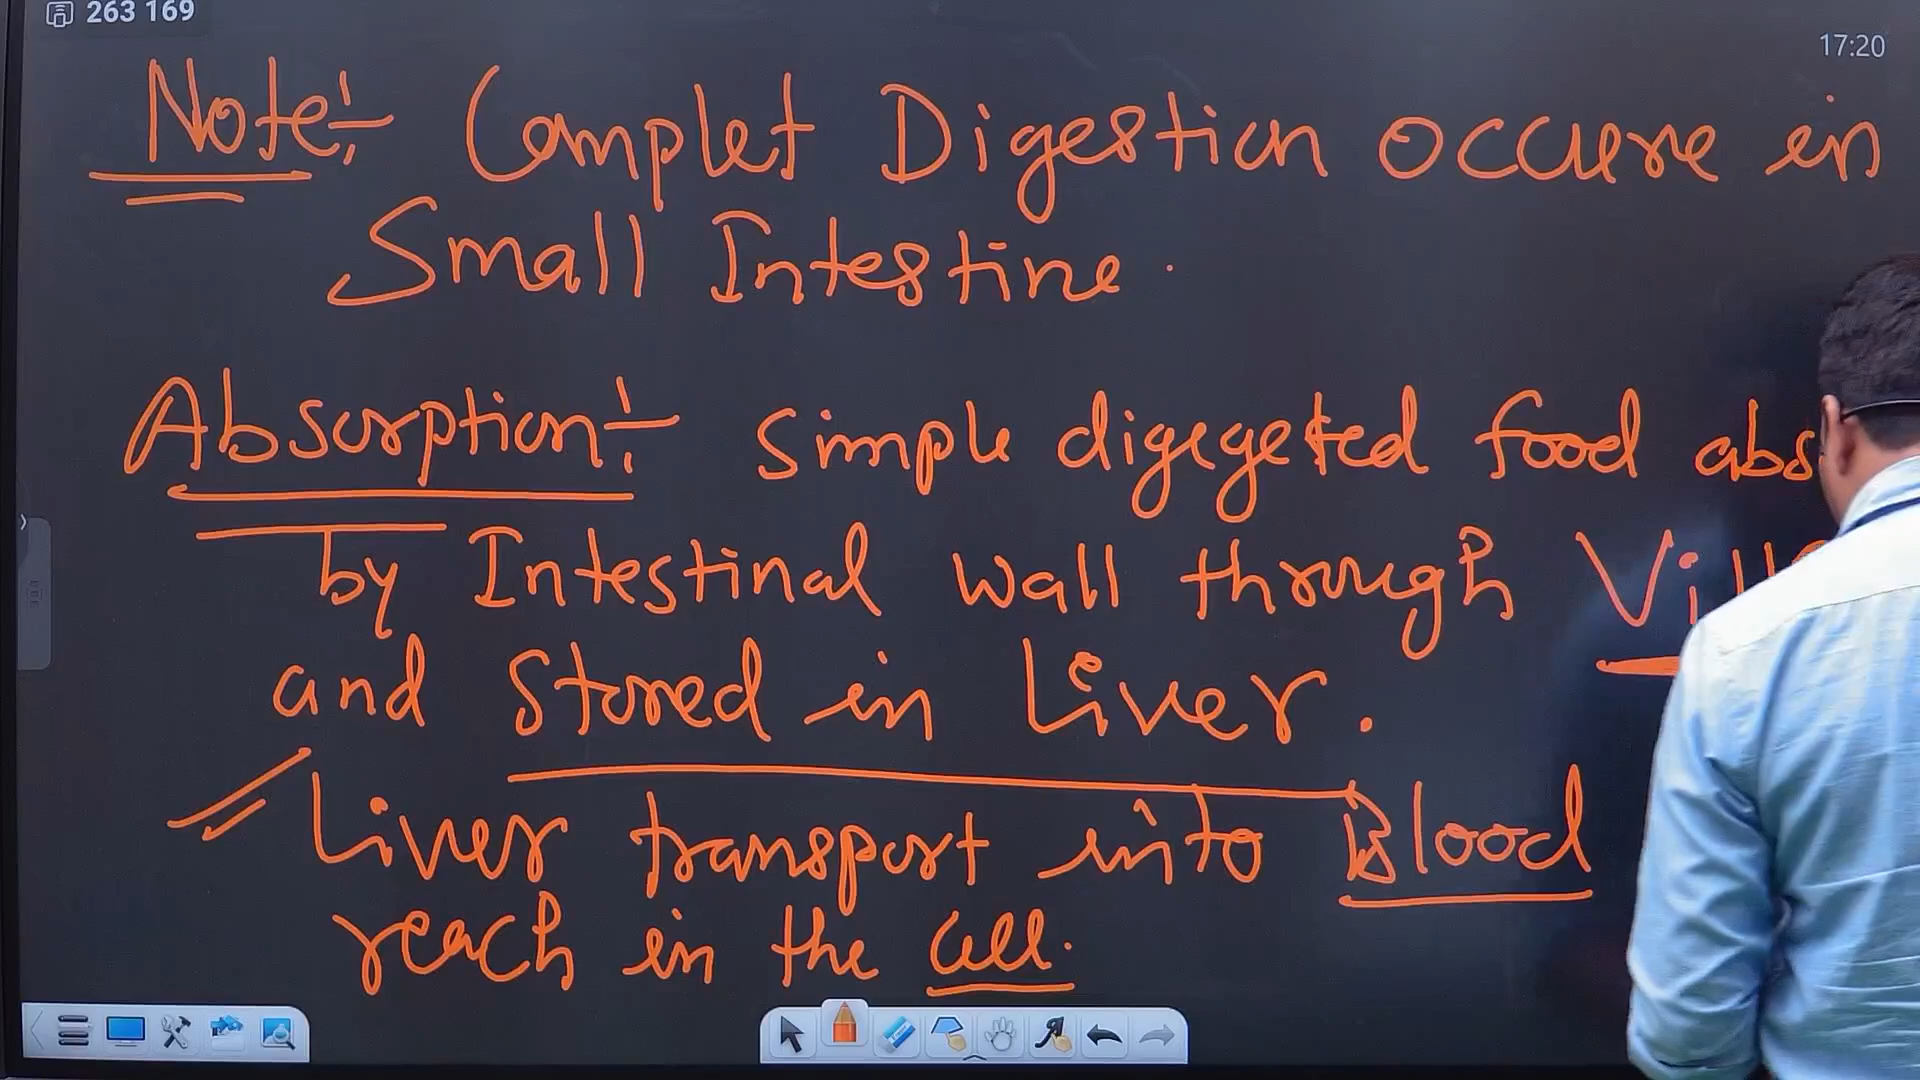 263 169
17:20
Note:- Complet Digestion occure in
Small Intestine.
Absorption:- Simple digegeted food abs
by Intestinal wall through
and stored in Liver.
Liver transport into Blood
reach in the cell.